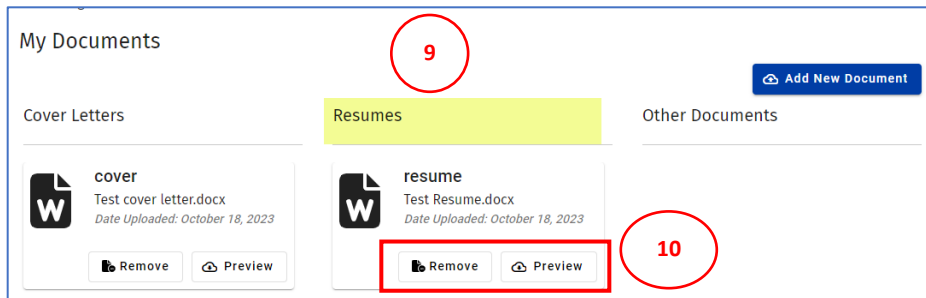 My Documents
9
Add New Document
Cover Letters
Resumes
Other Documents
cover
Test cover letter.docx
Date Uploaded: October 18, 2023
Remove
Preview
resume
Test Resume.docx
Date Uploaded: October 18, 2023
Remove
Preview
10